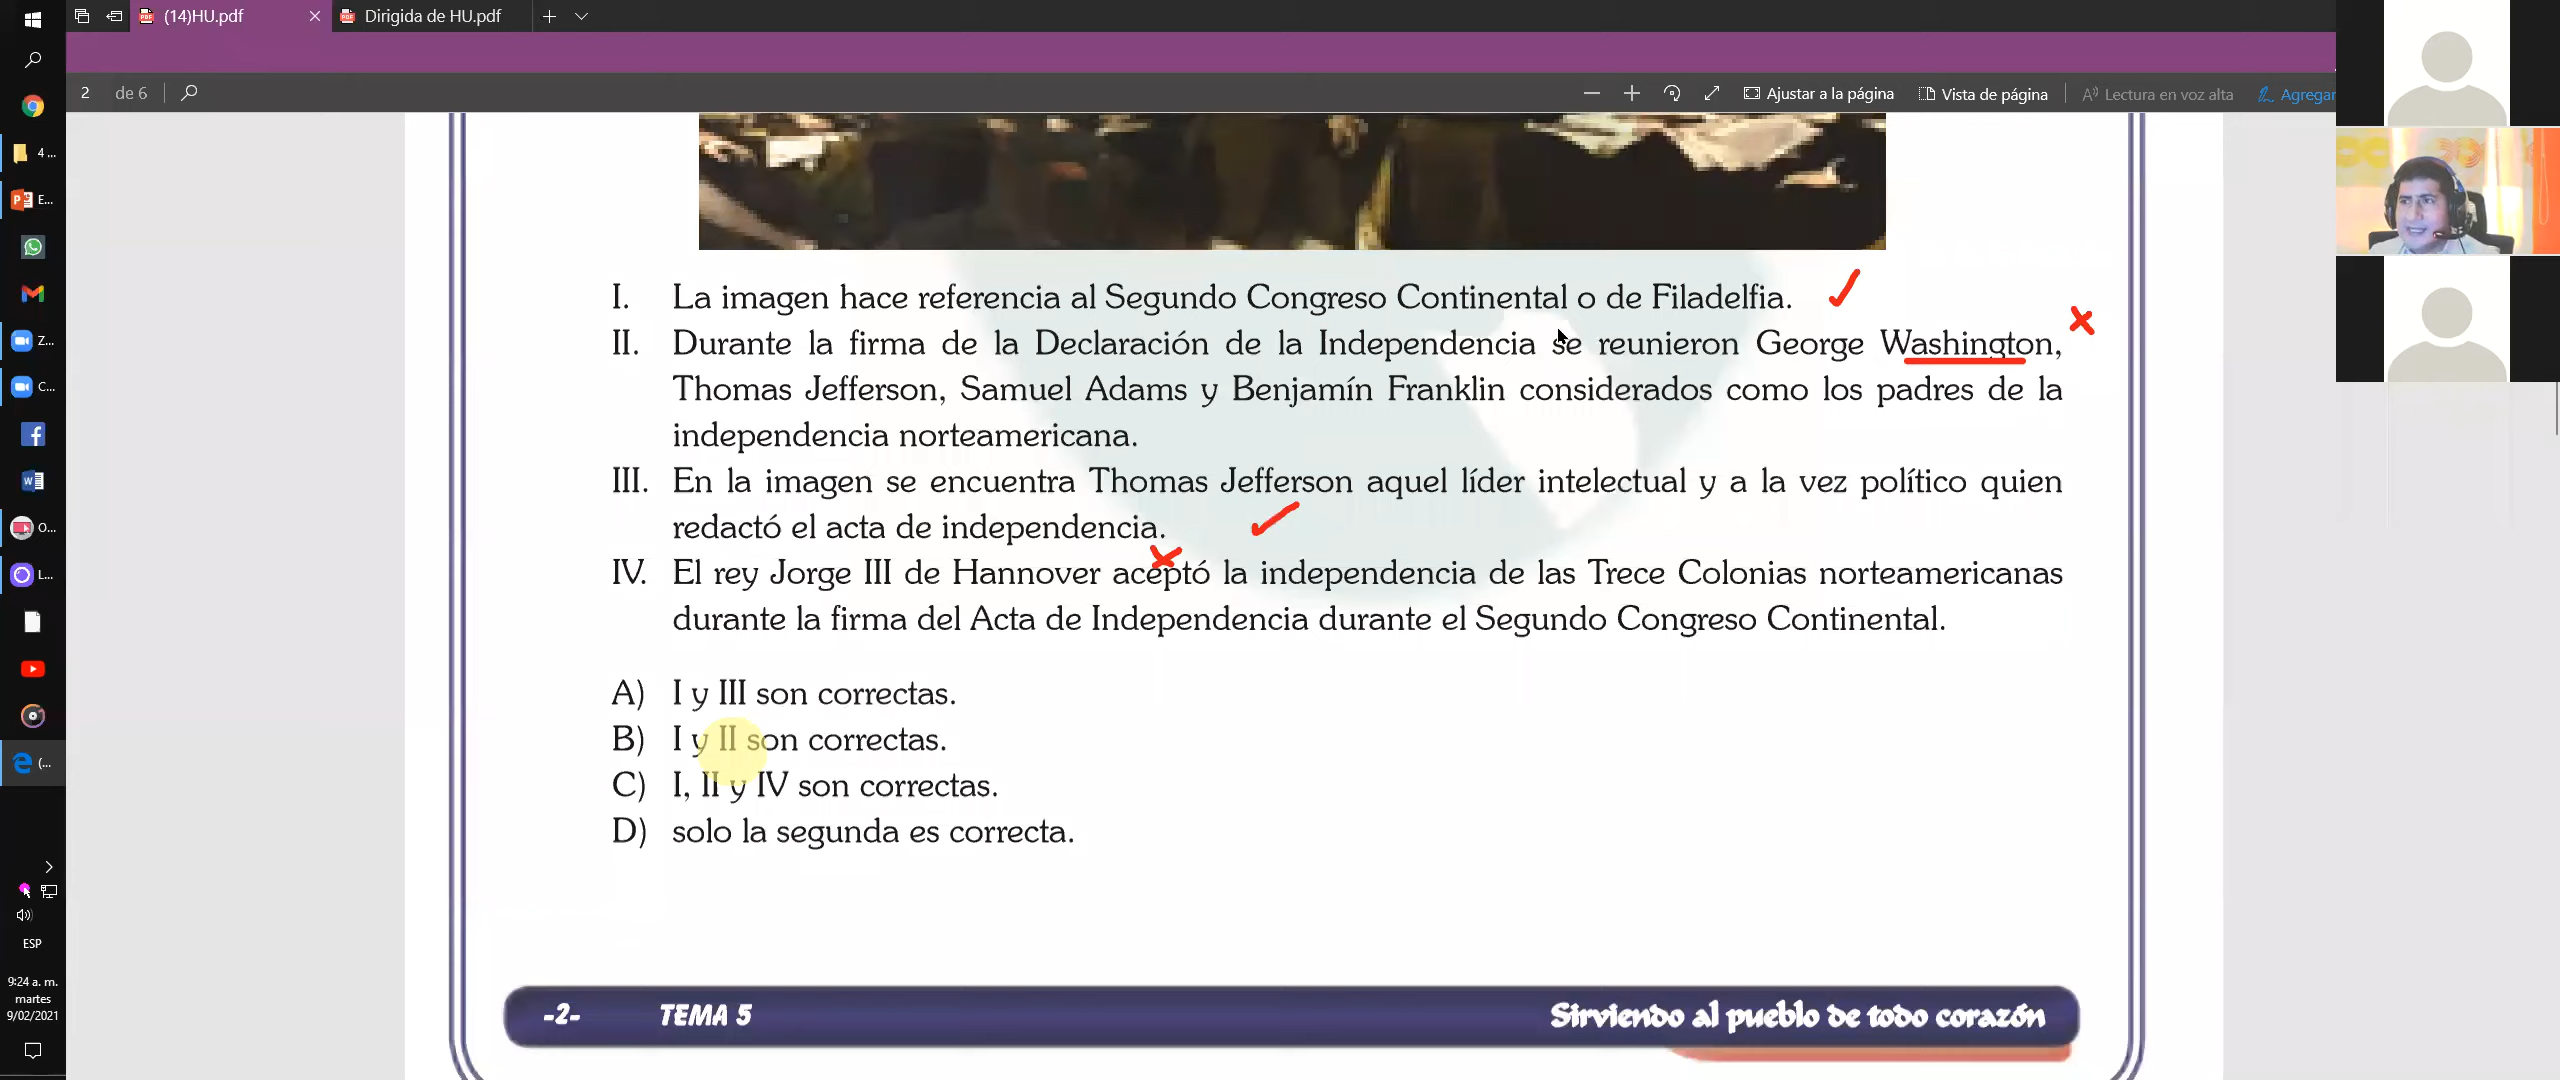 (14)HU.pdf
Dirigida de HU.pdf
2 de 6
Ajustar a la página
Vista de página
Lectura en voz alta
Agregar
4 ...
E...
Z...
C...
O...
L...
(...
I. La imagen hace referencia al Segundo Congreso Continental o de Filadelfia.
II. Durante la firma de la Declaración de la Independencia se reunieron George Washington,
Thomas Jefferson, Samuel Adams y Benjamín Franklin considerados como los padres de la
independencia norteamericana.
III. En la imagen se encuentra Thomas Jefferson aquel líder intelectual y a la vez político quien
redactó el acta de independencia.
IV. El rey Jorge III de Hannover aceptó la independencia de las Trece Colonias norteamericanas
durante la firma del Acta de Independencia durante el Segundo Congreso Continental.
A) I y III son correctas.
B) I y II son correctas.
C) I, II y IV son correctas.
D) solo la segunda es correcta.
-2- TEMA 5 Sirviendo al pueblo de todo corazón
ESP
9:24 a. m.
martes
9/02/2021